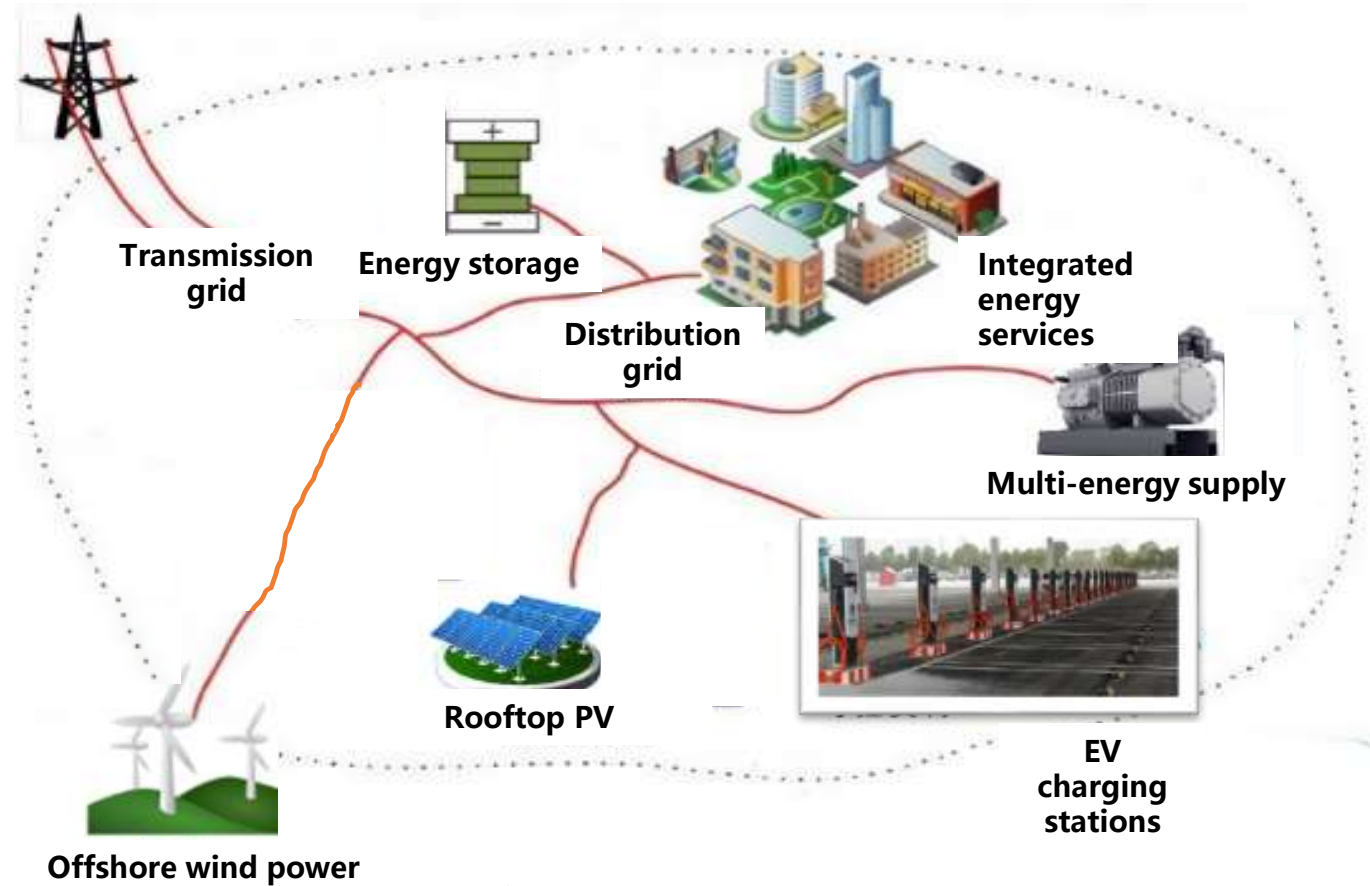 Transmission
grid
Energy storage
Integrated
energy
services
Distribution
grid
Multi-energy supply
Rooftop PV
EV
charging
stations
Offshore wind power